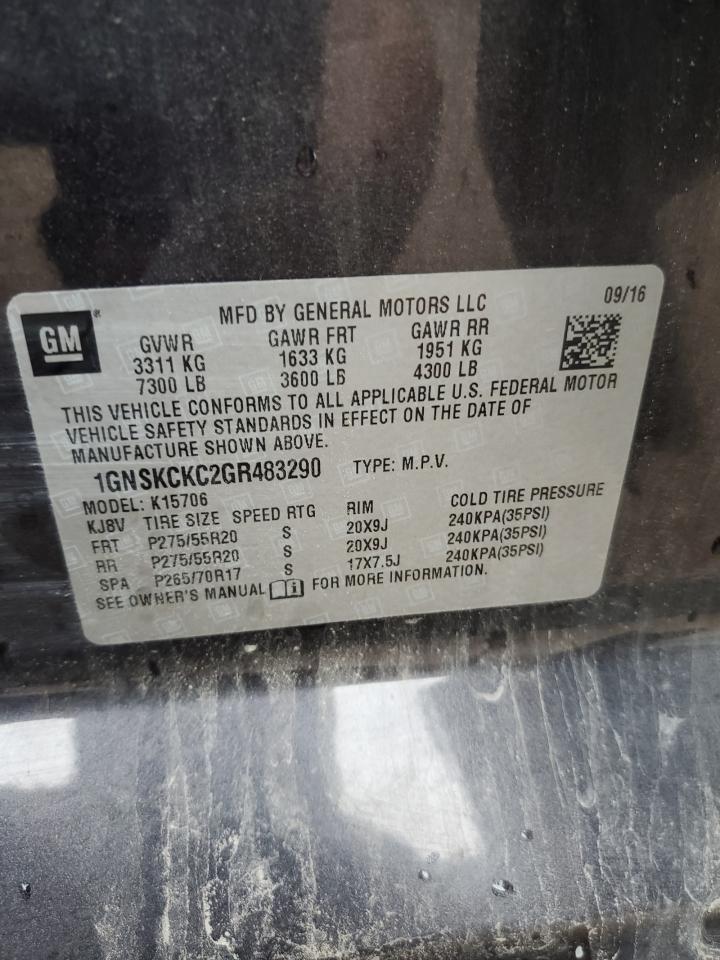 09/16
GM
MFD BY GENERAL MOTORS LLC
GVWR GAWR FRT GAWR RR
3311 KG 1633 KG 1951 KG
7300 LB 3600 LB 4300 LB
THIS VEHICLE CONFORMS TO ALL APPLICABLE U.S. FEDERAL MOTOR
VEHICLE SAFETY STANDARDS IN EFFECT ON THE DATE OF
MANUFACTURE SHOWN ABOVE.
1GNSKCKC2GR483290 TYPE: M.P.V.
MODEL: K15706
KJ8V TIRE SIZE SPEED RTG RIM COLD TIRE PRESSURE
FRT P275/55R20 S 20X9J 240KPA(35PSI)
RR P275/55R20 S 20X9J 240KPA(35PSI)
SPA P265/70R17 S 17X7.5J 240KPA(35PSI)
SEE OWNER'S MANUAL FOR MORE INFORMATION.